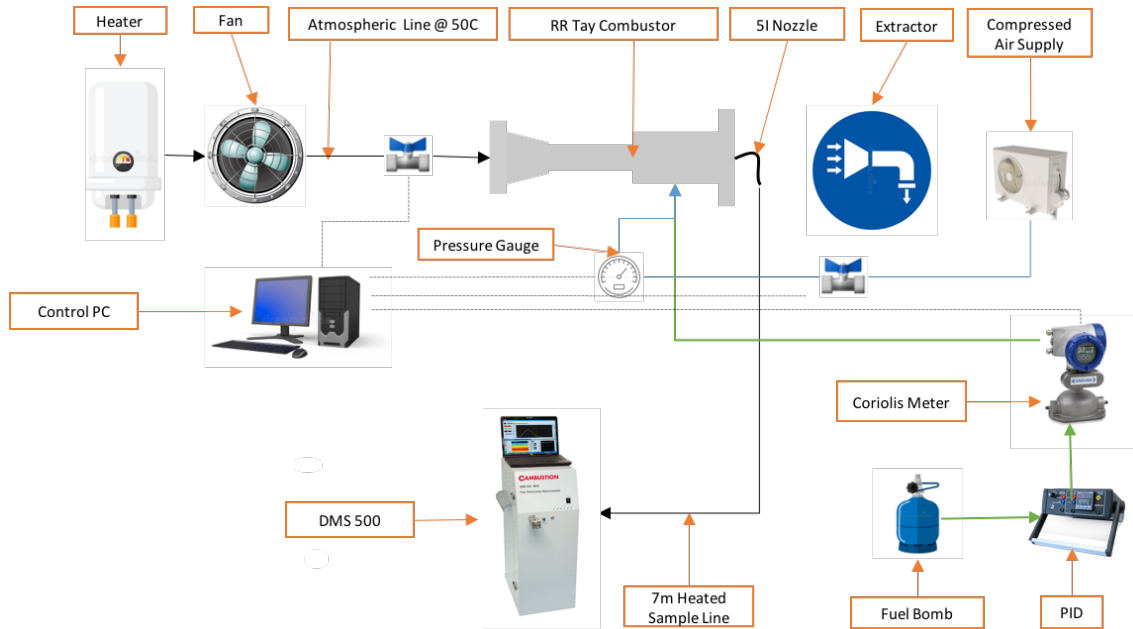 Heater
Fan
Atmospheric Line @ 50C
RR Tay Combustor
5I Nozzle
Extractor
Compressed
Air Supply
Pressure Gauge
Control PC
Coriolis Meter
CAMBUSTION
DMS 500
7m Heated
Sample Line
Fuel Bomb
PID